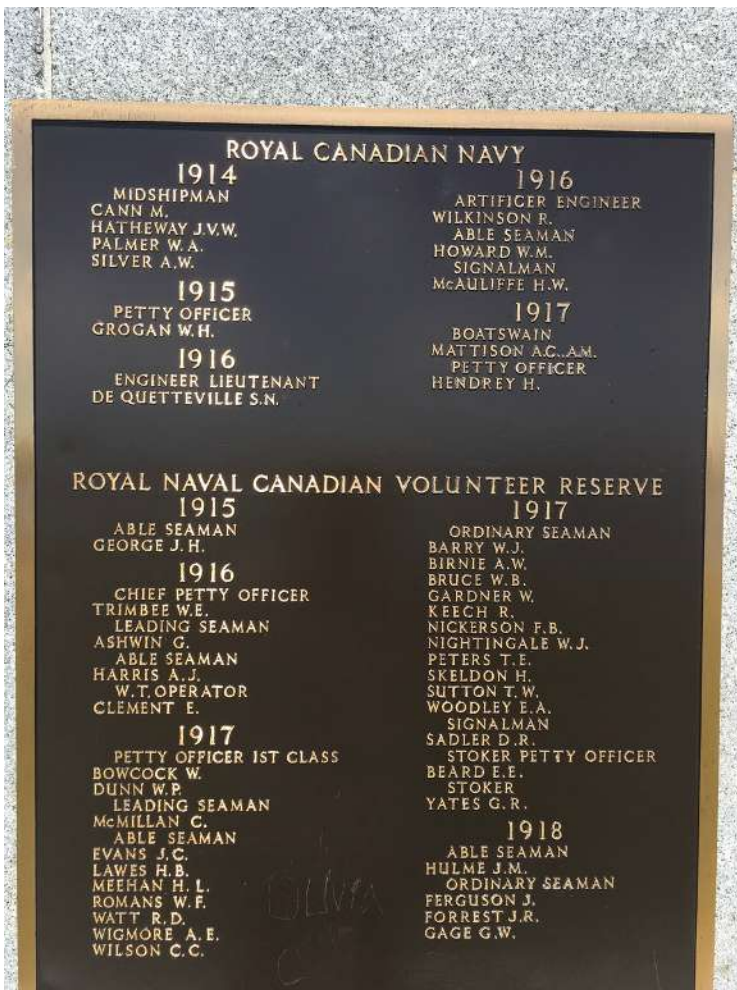 ROYAL CANADIAN NAVY
1914
MIDSHIPMAN
CANN M.
HATHEWAY J.V.W.
PALMER W.A.
SILVER A.W.
1915
PETTY OFFICER
GROGAN W.H.
1916
ENGINEER LIEUTENANT
DE QUETTEVILLE S.N.
1916
ARTIFICER ENGINEER
WILKINSON R.
ABLE SEAMAN
HOWARD W.M.
SIGNALMAN
McAULIFFE H.W.
1917
BOATSWAIN
MATTISON A.C., A.M.
PETTY OFFICER
HENDREY H.
ROYAL NAVAL CANADIAN VOLUNTEER RESERVE
1915
ABLE SEAMAN
GEORGE J.H.
1916
CHIEF PETTY OFFICER
TRIMBEE W.E.
LEADING SEAMAN
ASHWIN G.
ABLE SEAMAN
HARRIS A.J.
W.T. OPERATOR
CLEMENT E.
1917
PETTY OFFICER 1ST CLASS
BOWCOCK W.
DUNN W.P.
LEADING SEAMAN
McMILLAN C.
ABLE SEAMAN
EVANS J.C.
LAWES H.B.
MEEHAN H.L.
ROMANS W.F.
WATT R.D.
WIGMORE A.E.
WILSON C.C.
1917
ORDINARY SEAMAN
BARRY W.J.
BIRNIE A.W.
BRUCE W.B.
GARDNER W.
KEECH R.
NICKERSON F.B.
NIGHTINGALE W.J.
PETERS T.E.
SKELDON H.
SUTTON T.W.
WOODLEY E.A.
SIGNALMAN
SADLER D.R.
STOKER PETTY OFFICER
BEARD E.E.
STOKER
YATES G.R.
1918
ABLE SEAMAN
HULME J.M.
ORDINARY SEAMAN
FERGUSON J.
FORREST J.R.
GAGE G.W.